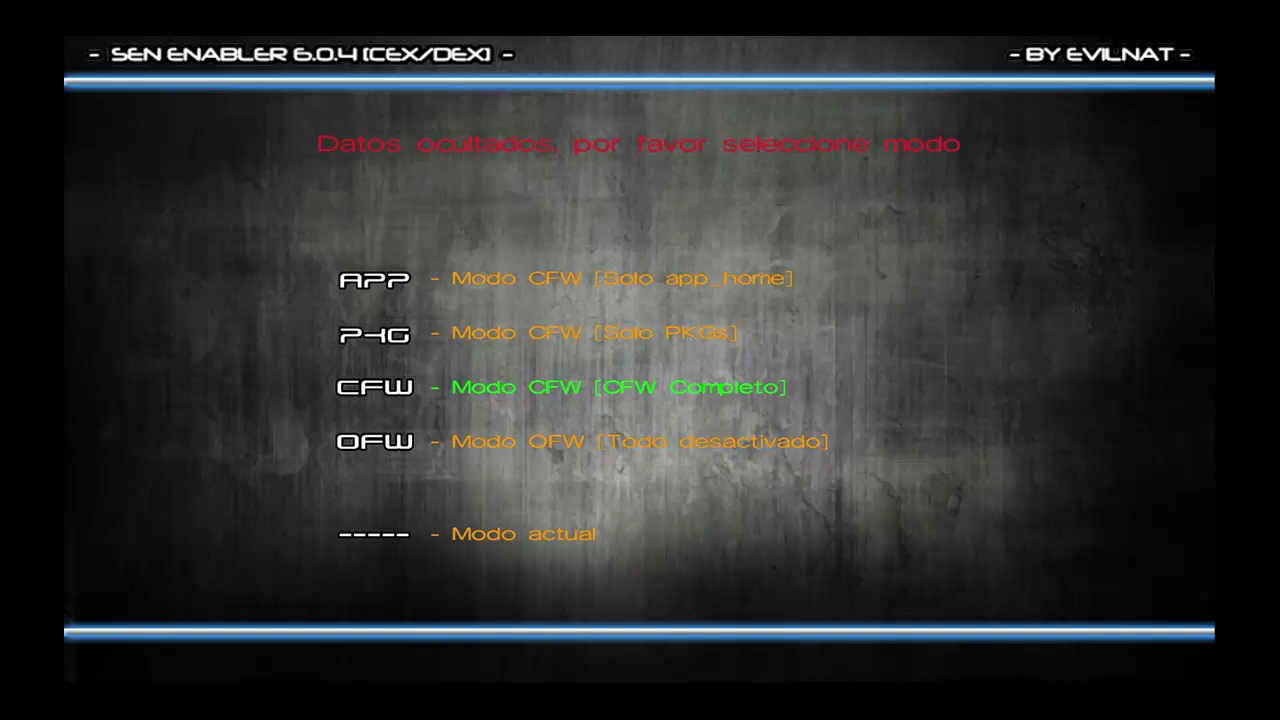 - SEN ENABLER 6.0.4 [CEX/DEX] -
- BY EVILNAT -
Datos ocultados, por favor seleccione modo
APP - Modo CFW [Solo app_home]
PKG - Modo CFW [Solo PKGs]
CFW - Modo CFW [CFW Completo]
OFW - Modo OFW [Todo desactivado]
----- - Modo actual